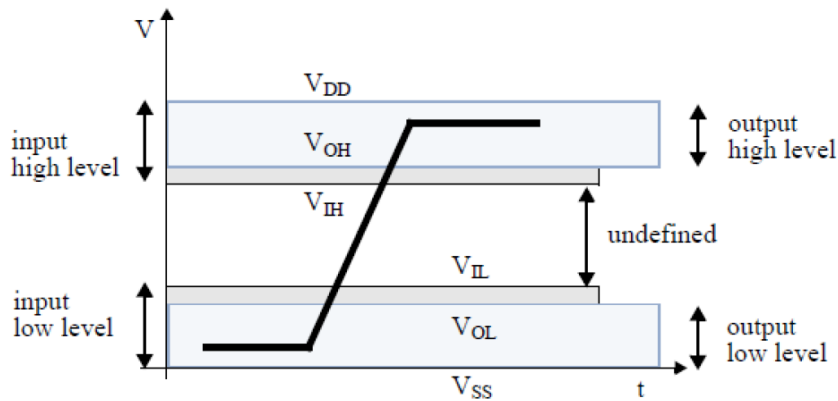 V
V_DD
input
high level
V_OH
output
high level
V_IH
undefined
V_IL
input
low level
V_OL
output
low level
V_SS
t